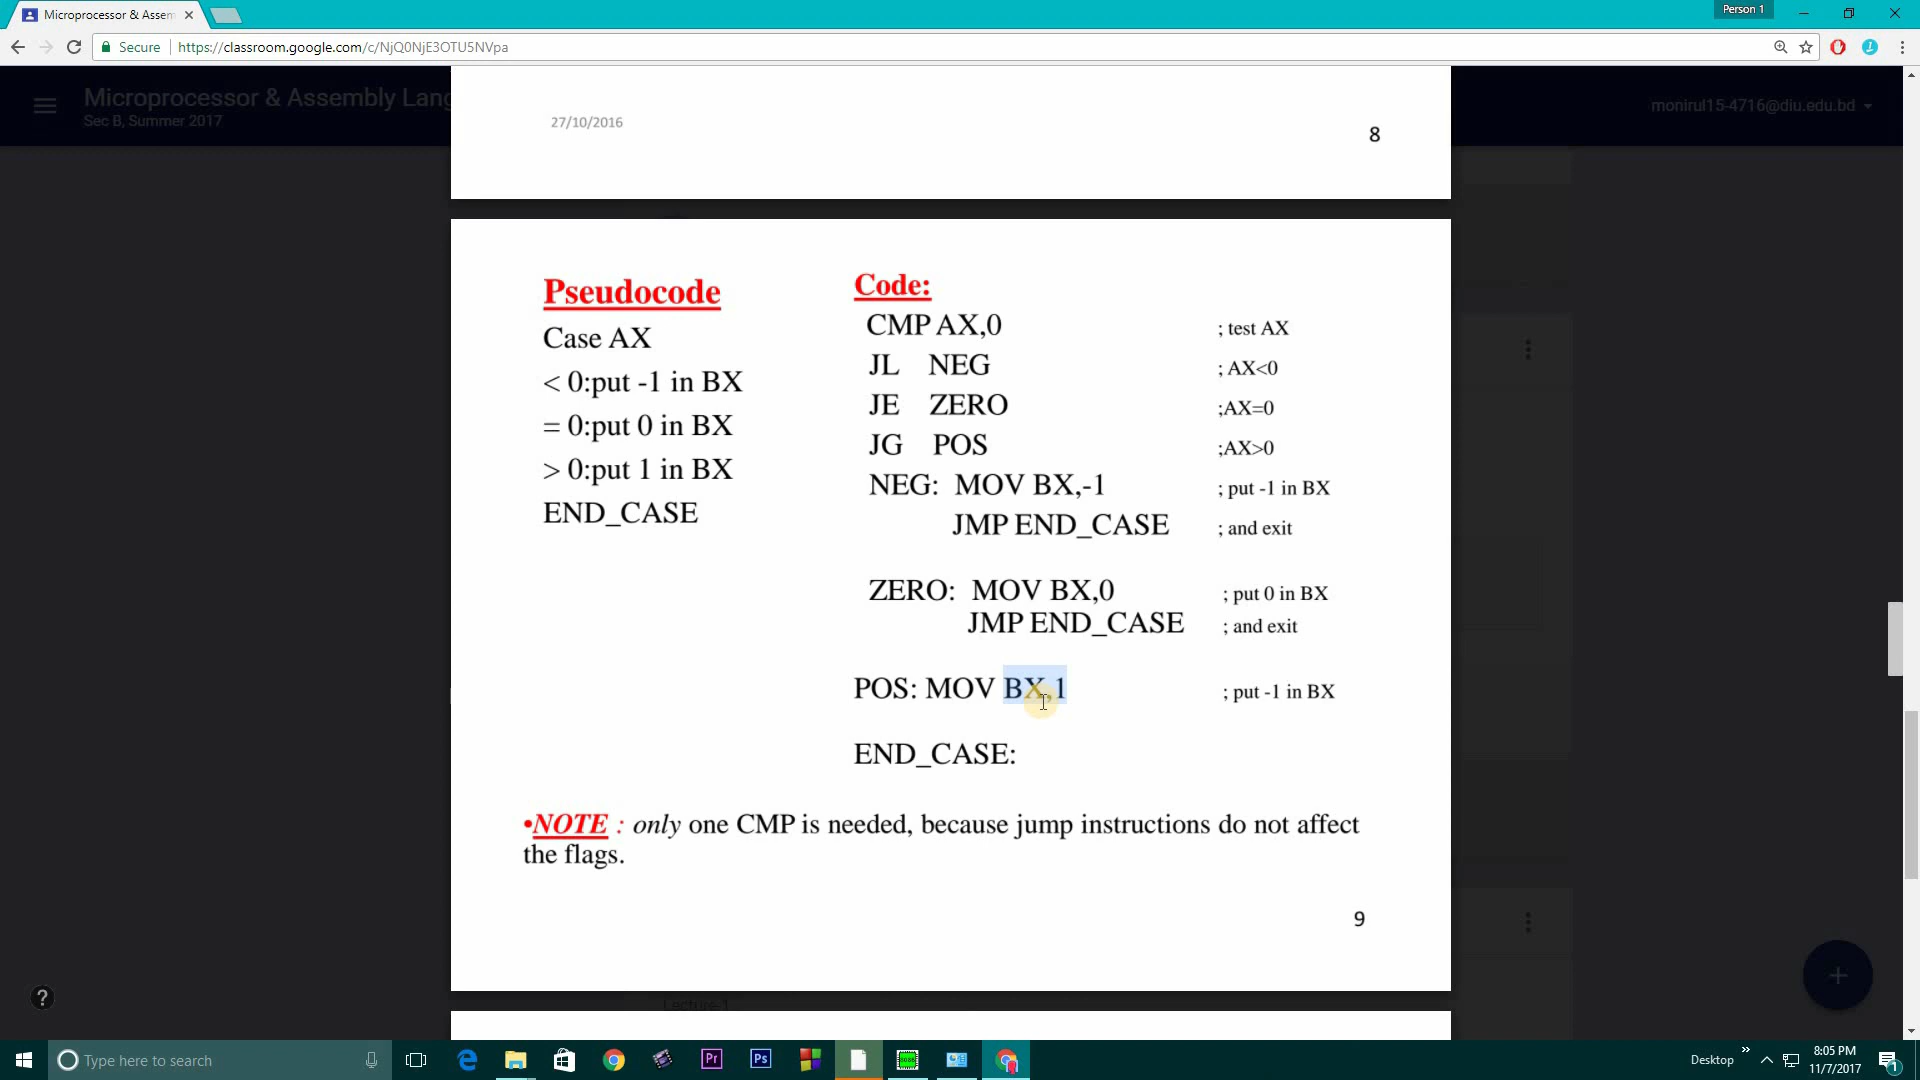 Microprocessor & Assem
Person 1
Secure
https://classroom.google.com/c/NjQ0NjE3OTU5NVpa
Microprocessor & Assembly Lang
Sec B, Summer 2017
monirul15-4716@diu.edu.bd
27/10/2016
8
Pseudocode
Case AX
< 0:put -1 in BX
= 0:put 0 in BX
> 0:put 1 in BX
END_CASE
Code:
CMP AX,0 ; test AX
JL NEG ; AX<0
JE ZERO ;AX=0
JG POS ;AX>0
NEG: MOV BX,-1 ; put -1 in BX
JMP END_CASE ; and exit
ZERO: MOV BX,0 ; put 0 in BX
JMP END_CASE ; and exit
POS: MOV BX,1 ; put -1 in BX
END_CASE:
•NOTE : only one CMP is needed, because jump instructions do not affect
the flags.
9
Lecture-1
Type here to search
Pr
Ps
Desktop
8:05 PM
11/7/2017
1